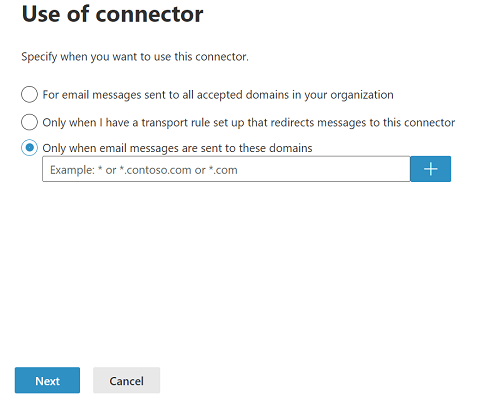 Use of connector
Specify when you want to use this connector.
For email messages sent to all accepted domains in your organization
Only when I have a transport rule set up that redirects messages to this connector
Only when email messages are sent to these domains
Example: * or *.contoso.com or *.com
Next
Cancel